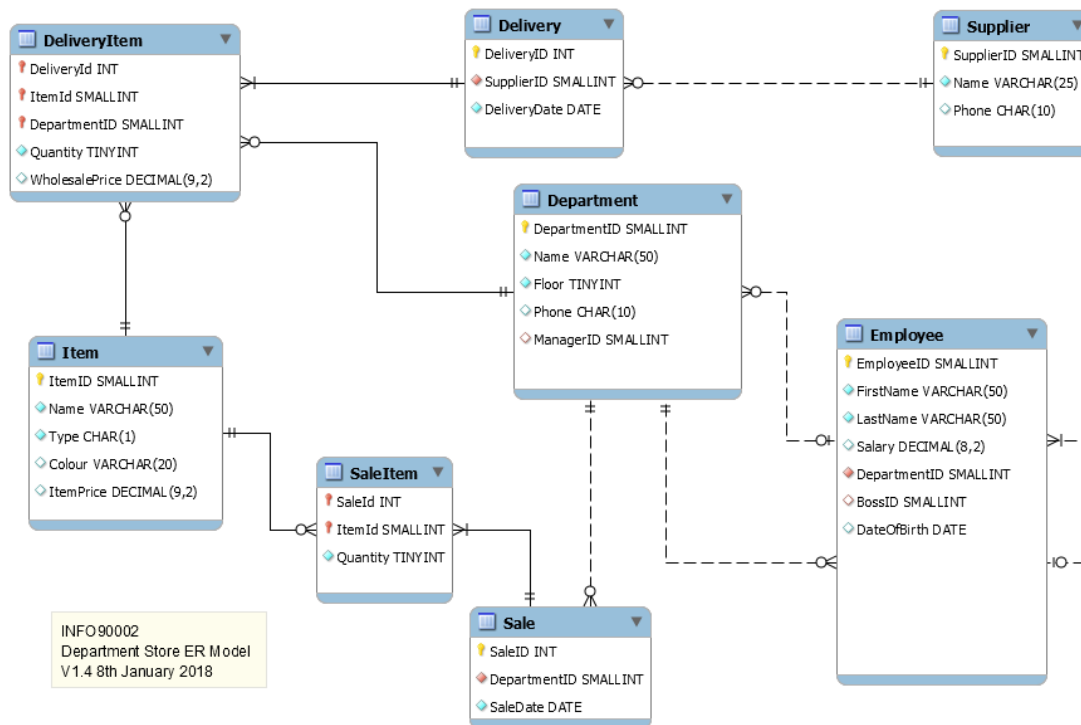 DeliveryItem
DeliveryId INT
ItemId SMALLINT
DepartmentID SMALLINT
Quantity TINYINT
WholesalePrice DECIMAL(9,2)
Delivery
DeliveryID INT
SupplierID SMALLINT
DeliveryDate DATE
Supplier
SupplierID SMALLINT
Name VARCHAR(25)
Phone CHAR(10)
Department
DepartmentID SMALLINT
Name VARCHAR(50)
Floor TINYINT
Phone CHAR(10)
ManagerID SMALLINT
Employee
EmployeeID SMALLINT
FirstName VARCHAR(50)
LastName VARCHAR(50)
Salary DECIMAL(8,2)
DepartmentID SMALLINT
BossID SMALLINT
DateOfBirth DATE
Item
ItemID SMALLINT
Name VARCHAR(50)
Type CHAR(1)
Colour VARCHAR(20)
ItemPrice DECIMAL(9,2)
SaleItem
SaleId INT
ItemId SMALLINT
Quantity TINYINT
Sale
SaleID INT
DepartmentID SMALLINT
SaleDate DATE
INFO90002
Department Store ER Model
V1.4 8th January 2018